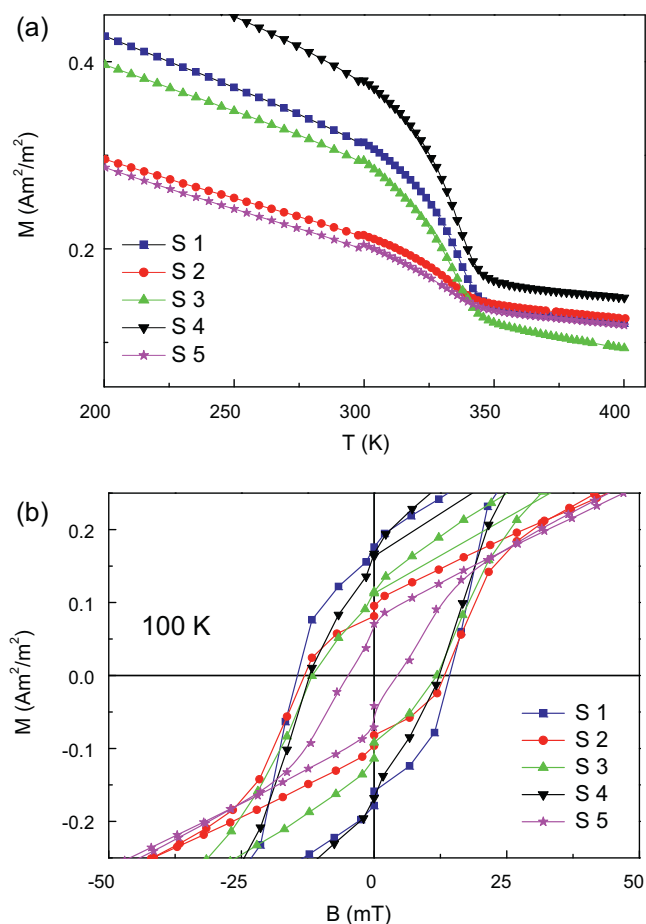 (a)
0.4
M (Am²/m²)
0.2
S 1
S 2
S 3
S 4
S 5
200 250 300 350 400
T (K)
(b)
0.2
0.1
M (Am²/m²)
0.0
-0.1
-0.2
100 K
S 1
S 2
S 3
S 4
S 5
-50 -25 0 25 50
B (mT)